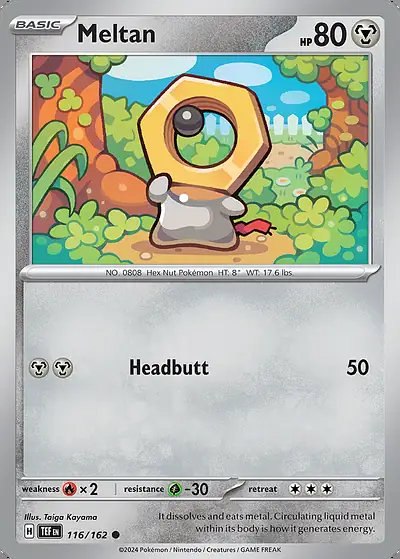 BASIC Meltan HP 80
NO. 0808 Hex Nut Pokémon HT: 8" WT: 17.6 lbs.
Headbutt 50
weakness × 2 resistance -30 retreat
Illus. Taiga Kayama
H TEF EN 116/162
It dissolves and eats metal. Circulating liquid metal
within its body is how it generates energy.
©2024 Pokémon / Nintendo / Creatures / GAME FREAK